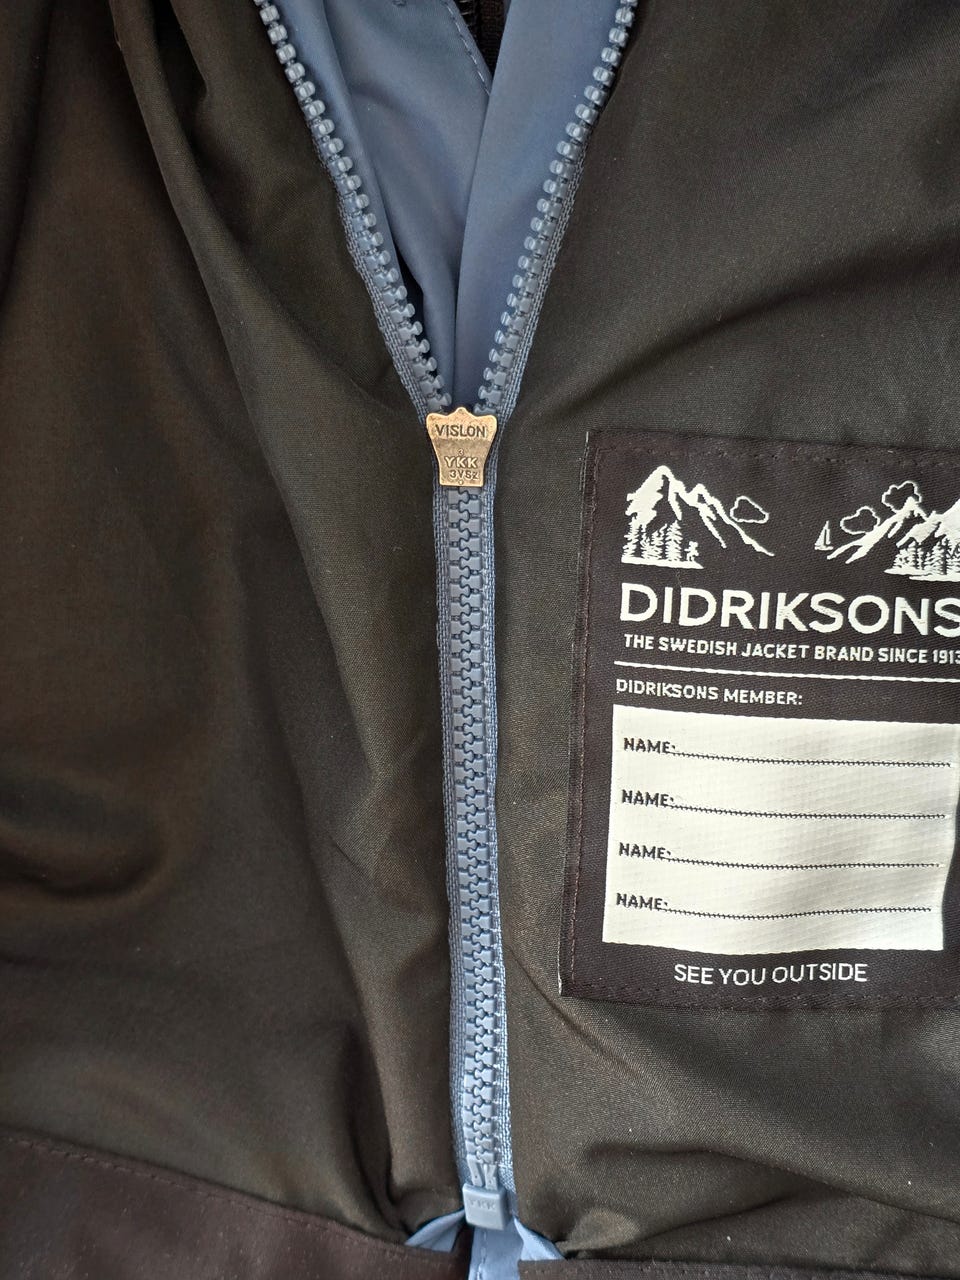 VISLON
YKK
3VSZ
DIDRIKSONS
THE SWEDISH JACKET BRAND SINCE 1913
DIDRIKSONS MEMBER:
NAME:
NAME:
NAME:
NAME:
SEE YOU OUTSIDE
YKK